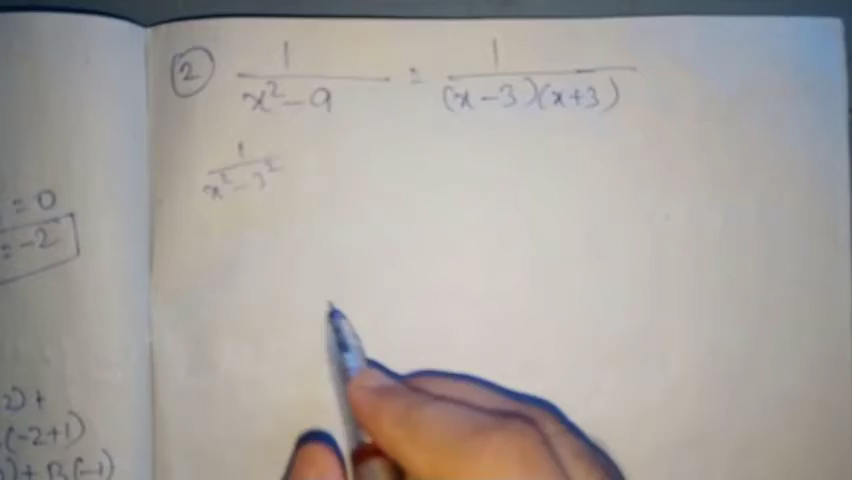 ② 1/(x² - 9) = 1/((x - 3)(x + 3))
1/(x² - 3²)
= 0
= -2
2) +
(-2+1)
) + B(-1)